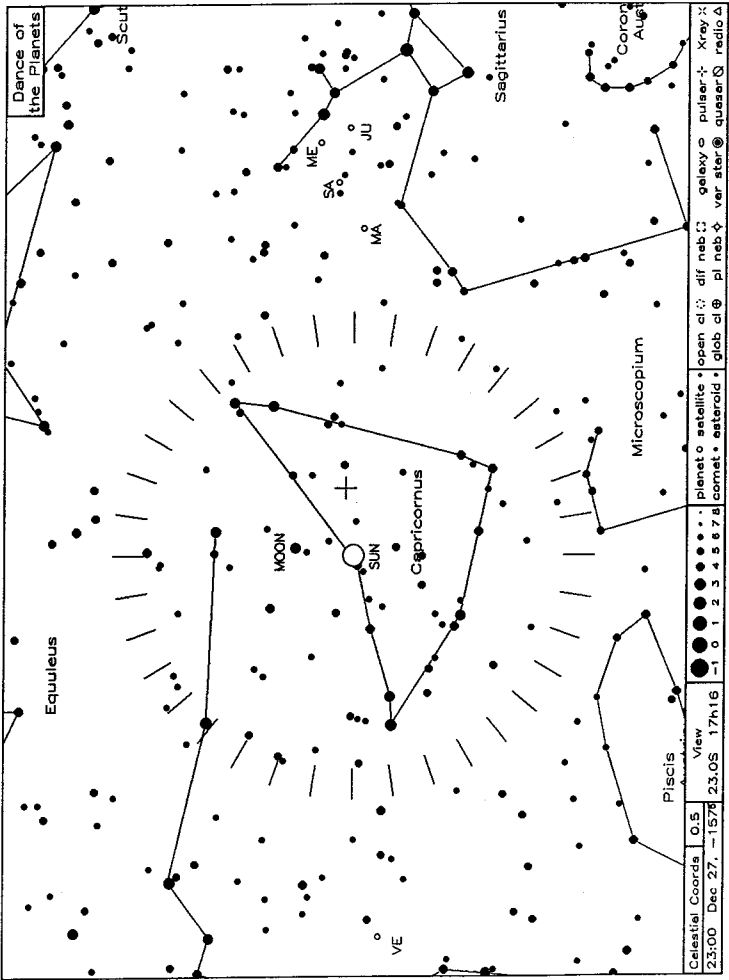 Dance of
the Planets
Equuleus
Scut
MOON
ME
SA
JU
SUN
MA
VE
Capricornus
Sagittarius
Coron
Aust
Microscopium
Piscis
Celestial Coords 0.5 View planet satellite open cl dif neb galaxy pulsar Xray
-1 0 1 2 3 4 5 6 7 8
23:00 Dec 27, 23.0S 17h16 comet asteroid glob cl pl neb var star quasar radio